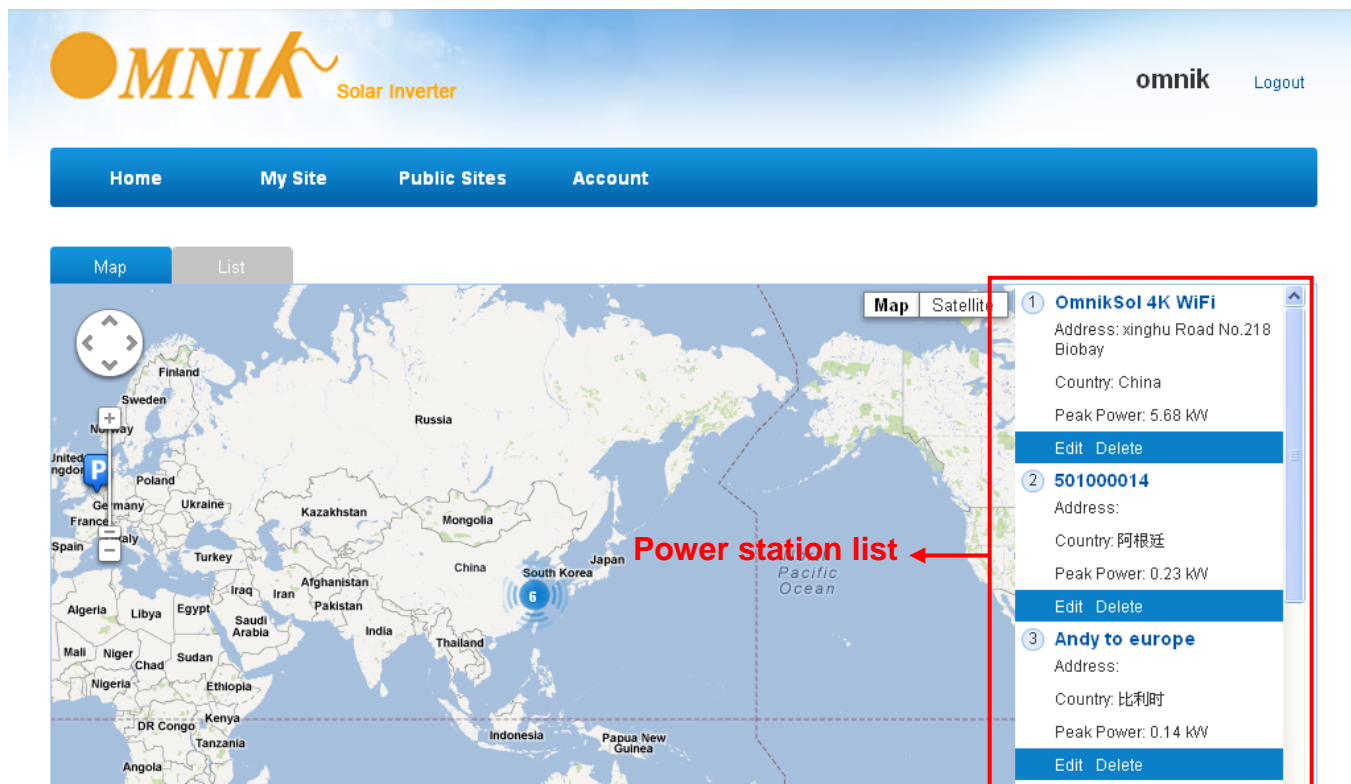 OMNIK
Solar Inverter
omnik Logout
Home My Site Public Sites Account
Map List
Map Satellite
Finland
Sweden
Norway
Russia
Poland
Germany
Ukraine
France
Kazakhstan
Mongolia
Spain
Turkey
China
South Korea
Japan
Pacific
Ocean
6
P
Afghanistan
Iraq
Iran
Pakistan
Algeria
Libya
Egypt
Saudi
Arabia
India
Thailand
Mali
Niger
Chad
Sudan
Nigeria
Ethiopia
DR Congo
Kenya
Tanzania
Indonesia
Papua New
Guinea
Angola
Power station list
1 OmnikSol 4K WiFi
Address: xinghu Road No.218
Biobay
Country: China
Peak Power: 5.68 kW
Edit Delete
2 501000014
Address:
Country: 阿根廷
Peak Power: 0.23 kW
Edit Delete
3 Andy to europe
Address:
Country: 比利时
Peak Power: 0.14 kW
Edit Delete